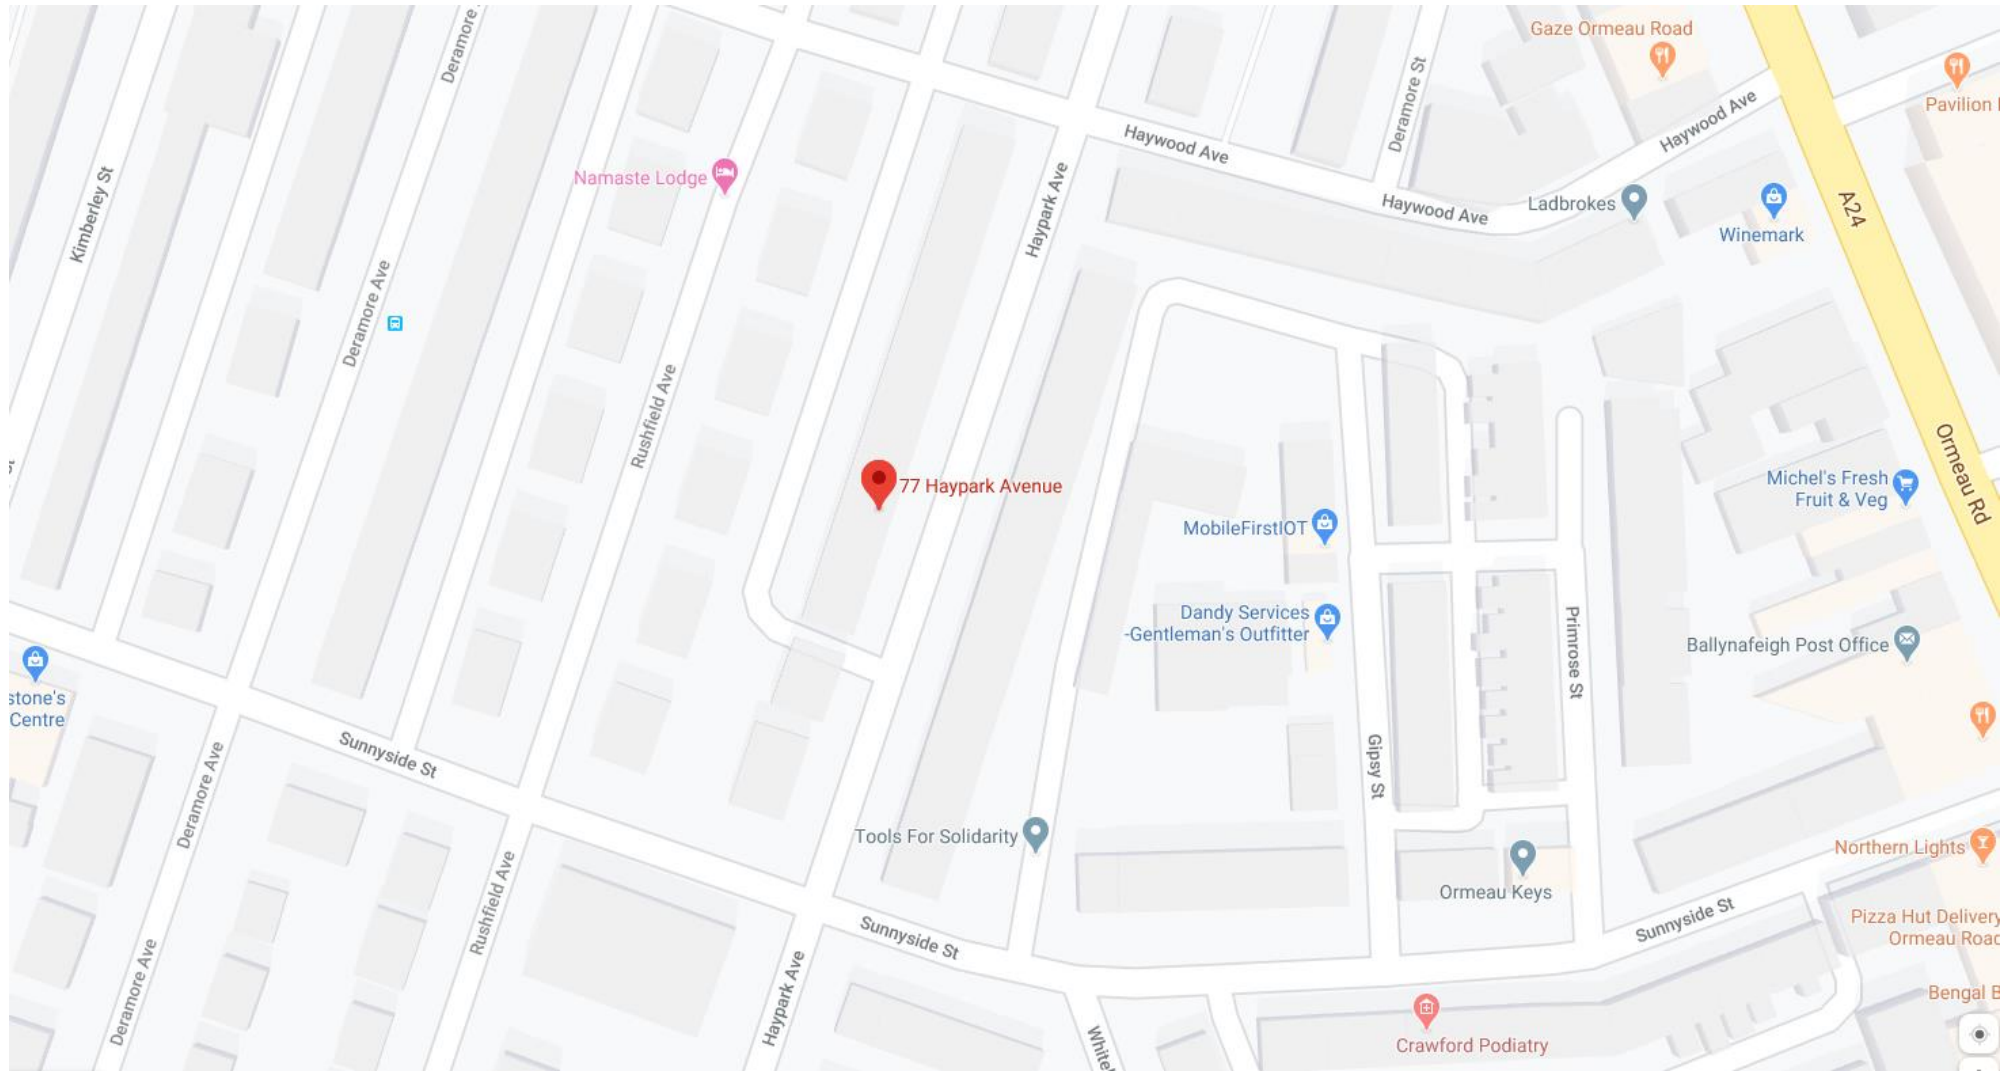 Deramore
Gaze Ormeau Road
Pavilion
Deramore St
Haywood Ave
Haywood Ave
Namaste Lodge
Kimberley St
Haypark Ave
Haywood Ave
Ladbrokes
A24
Winemark
Deramore Ave
Rushfield Ave
77 Haypark Avenue
Michel's Fresh
Fruit & Veg
Ormeau Rd
MobileFirstIOT
Dandy Services
-Gentleman's Outfitter
Primrose St
Ballynafeigh Post Office
stone's
Centre
Sunnyside St
Deramore Ave
Gipsy St
Tools For Solidarity
Northern Lights
Ormeau Keys
Rushfield Ave
Sunnyside St
Sunnyside St
Pizza Hut Delivery
Ormeau Road
Deramore Ave
Haypark Ave
Bengal B
Crawford Podiatry